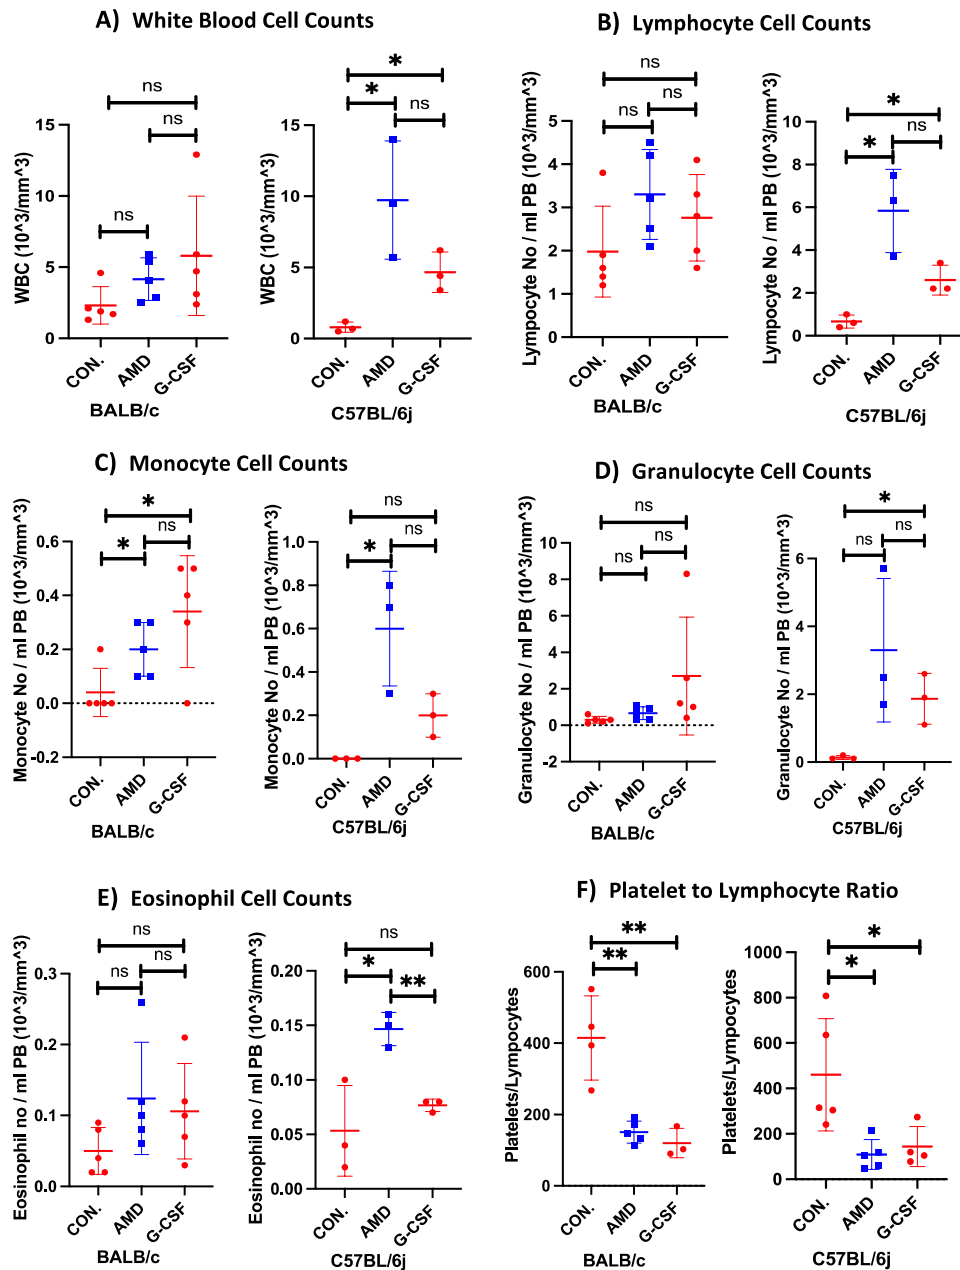 A) White Blood Cell Counts
ns
ns
ns
WBC (10^3/mm^3)
15
10
5
0
CON.
AMD
G-CSF
BALB/c
*
*
ns
WBC (10^3/mm^3)
15
10
5
0
CON.
AMD
G-CSF
C57BL/6j
B) Lymphocyte Cell Counts
ns
ns
ns
Lympocyte No / ml PB (10^3/mm^3)
5
4
3
2
1
0
CON.
AMD
G-CSF
BALB/c
*
*
ns
Lympocyte No / ml PB (10^3/mm^3)
8
6
4
2
0
CON.
AMD
G-CSF
C57BL/6j
C) Monocyte Cell Counts
*
ns
*
Monocyte No / ml PB (10^3/mm^3)
0.6
0.4
0.2
0.0
-0.2
CON.
AMD
G-CSF
BALB/c
ns
*
ns
Monocyte No / ml PB (10^3/mm^3)
1.0
0.8
0.6
0.4
0.2
0.0
CON.
AMD
G-CSF
C57BL/6j
D) Granulocyte Cell Counts
ns
ns
ns
Granulocyte No / ml PB (10^3/mm^3)
10
8
6
4
2
0
-2
CON.
AMD
G-CSF
BALB/c
*
ns
ns
Granulocyte No / ml PB (10^3/mm^3)
6
4
2
0
CON.
AMD
G-CSF
C57BL/6j
E) Eosinophil Cell Counts
ns
ns
ns
Eosinophil no / ml PB (10^3/mm^3)
0.3
0.2
0.1
0.0
CON.
AMD
G-CSF
BALB/c
ns
*
**
Eosinophil no / ml PB (10^3/mm^3)
0.20
0.15
0.10
0.05
0.00
CON.
AMD
G-CSF
C57BL/6j
F) Platelet to Lymphocyte Ratio
**
**
Platelets/Lympocytes
600
400
200
0
CON.
AMD
G-CSF
BALB/c
*
*
Platelets/Lympocytes
1000
800
600
400
200
0
CON.
AMD
G-CSF
C57BL/6j